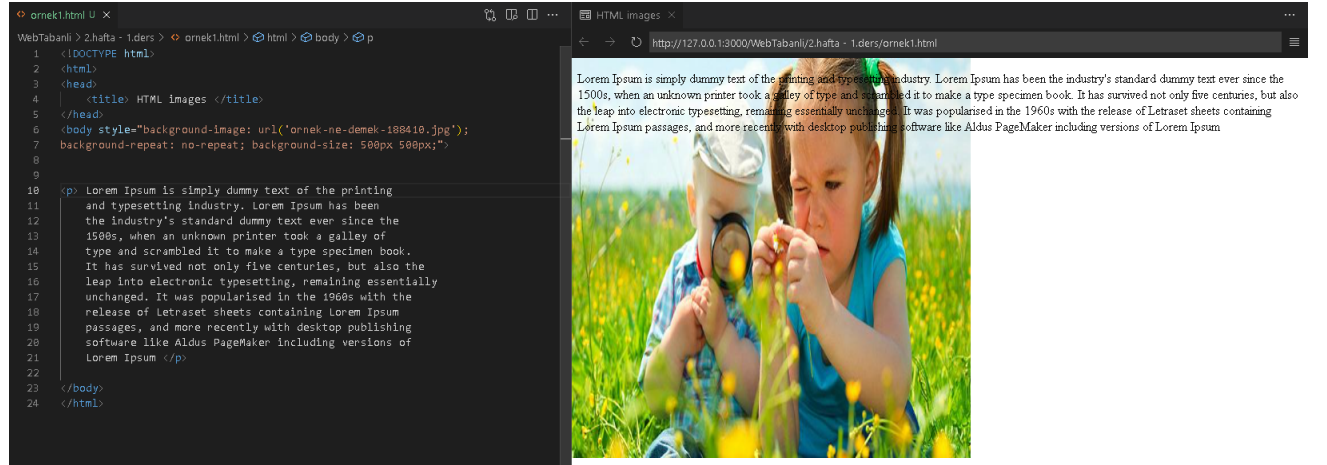 ornek1.html U
WebTabanli > 2.hafta - 1.ders > ornek1.html > html > body > p
1 <!DOCTYPE html>
2 <html>
3 <head>
4 <title> HTML images </title>
5 </head>
6 <body style="background-image: url('ornek-ne-demek-188410.jpg');
7 background-repeat: no-repeat; background-size: 500px 500px;">
8
9
10 <p> Lorem Ipsum is simply dummy text of the printing
11 and typesetting industry. Lorem Ipsum has been
12 the industry's standard dummy text ever since the
13 1500s, when an unknown printer took a galley of
14 type and scrambled it to make a type specimen book.
15 It has survived not only five centuries, but also the
16 leap into electronic typesetting, remaining essentially
17 unchanged. It was popularised in the 1960s with the
18 release of Letraset sheets containing Lorem Ipsum
19 passages, and more recently with desktop publishing
20 software like Aldus PageMaker including versions of
21 Lorem Ipsum </p>
22
23 </body>
24 </html>
HTML images
http://127.0.0.1:3000/WebTabanli/2.hafta - 1.ders/ornek1.html
Lorem Ipsum is simply dummy text of the printing and typesetting industry. Lorem Ipsum has been the industry's standard dummy text ever since the
1500s, when an unknown printer took a galley of type and scrambled it to make a type specimen book. It has survived not only five centuries, but also
the leap into electronic typesetting, remaining essentially unchanged. It was popularised in the 1960s with the release of Letraset sheets containing
Lorem Ipsum passages, and more recently with desktop publishing software like Aldus PageMaker including versions of Lorem Ipsum